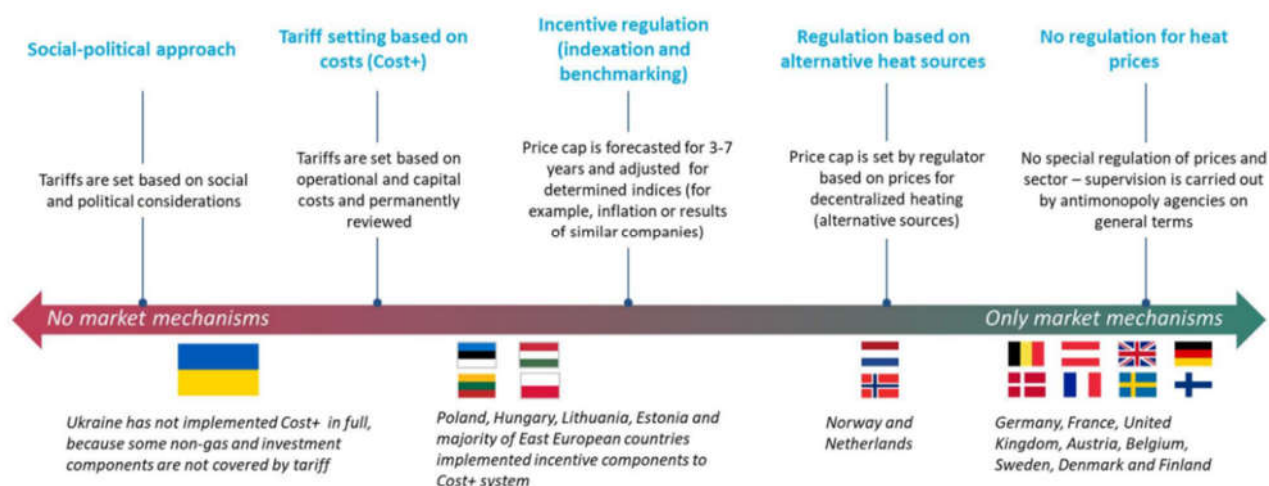 Social-political approach
Tariff setting based on
costs (Cost+)
Incentive regulation
(indexation and
benchmarking)
Regulation based on
alternative heat sources
No regulation for heat
prices
Tariffs are set based on social
and political considerations
Tariffs are set based on
operational and capital
costs and permanently
reviewed
Price cap is forecasted for 3-7
years and adjusted for
determined indices (for
example, inflation or results
of similar companies)
Price cap is set by regulator
based on prices for
decentralized heating
(alternative sources)
No special regulation of prices and
sector – supervision is carried out
by antimonopoly agencies on
general terms
No market mechanisms
Only market mechanisms
Ukraine has not implemented Cost+ in full,
because some non-gas and investment
components are not covered by tariff
Poland, Hungary, Lithuania, Estonia and
majority of East European countries
implemented incentive components to
Cost+ system
Norway and
Netherlands
Germany, France, United
Kingdom, Austria, Belgium,
Sweden, Denmark and Finland